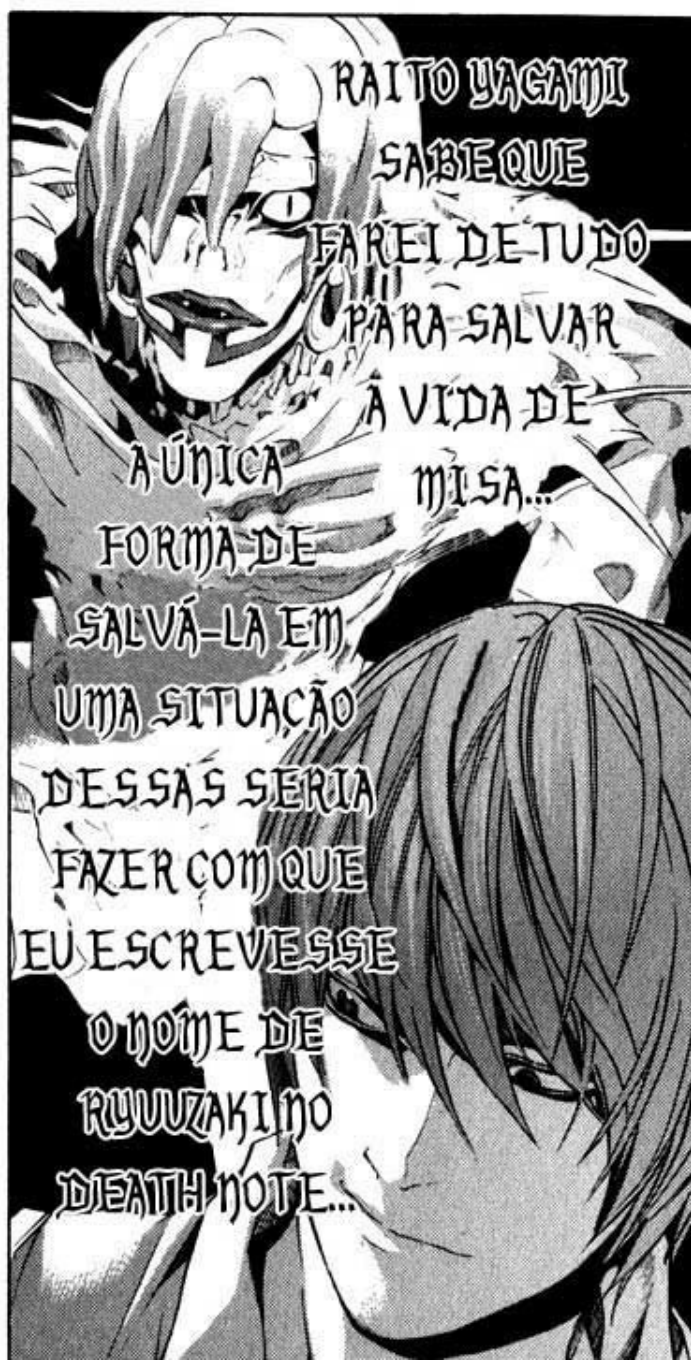 RAITO YAGAMI
SABE QUE
FAREI DE TUDO
PARA SALVAR
A VIDA DE
MISA...
A ÚNICA
FORMA DE
SALVÁ-LA EM
UMA SITUAÇÃO
DESSAS SERIA
FAZER COM QUE
EU ESCREVESSE
O NOME DE
RYUUZAKI NO
DEATH NOTE...